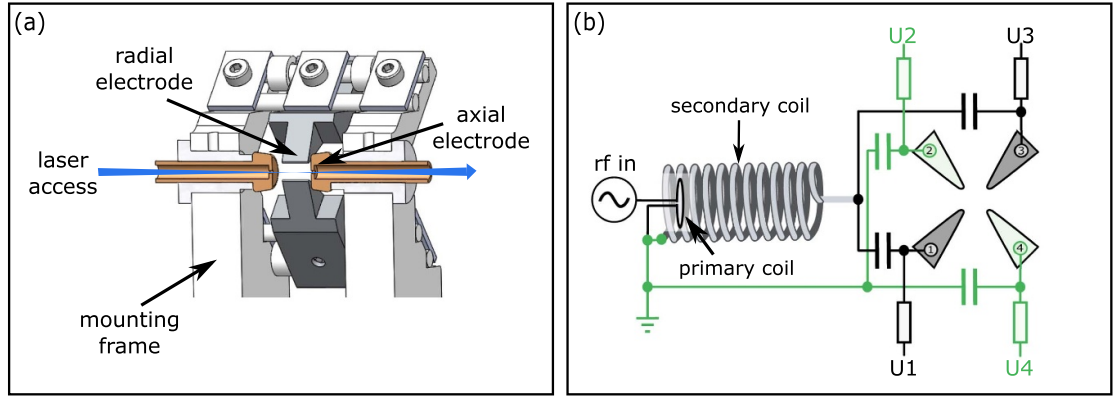 (a)
radial
electrode
axial
electrode
laser
access
mounting
frame
(b)
U2
U3
secondary coil
rf in
primary coil
2
3
1
4
U1
U4